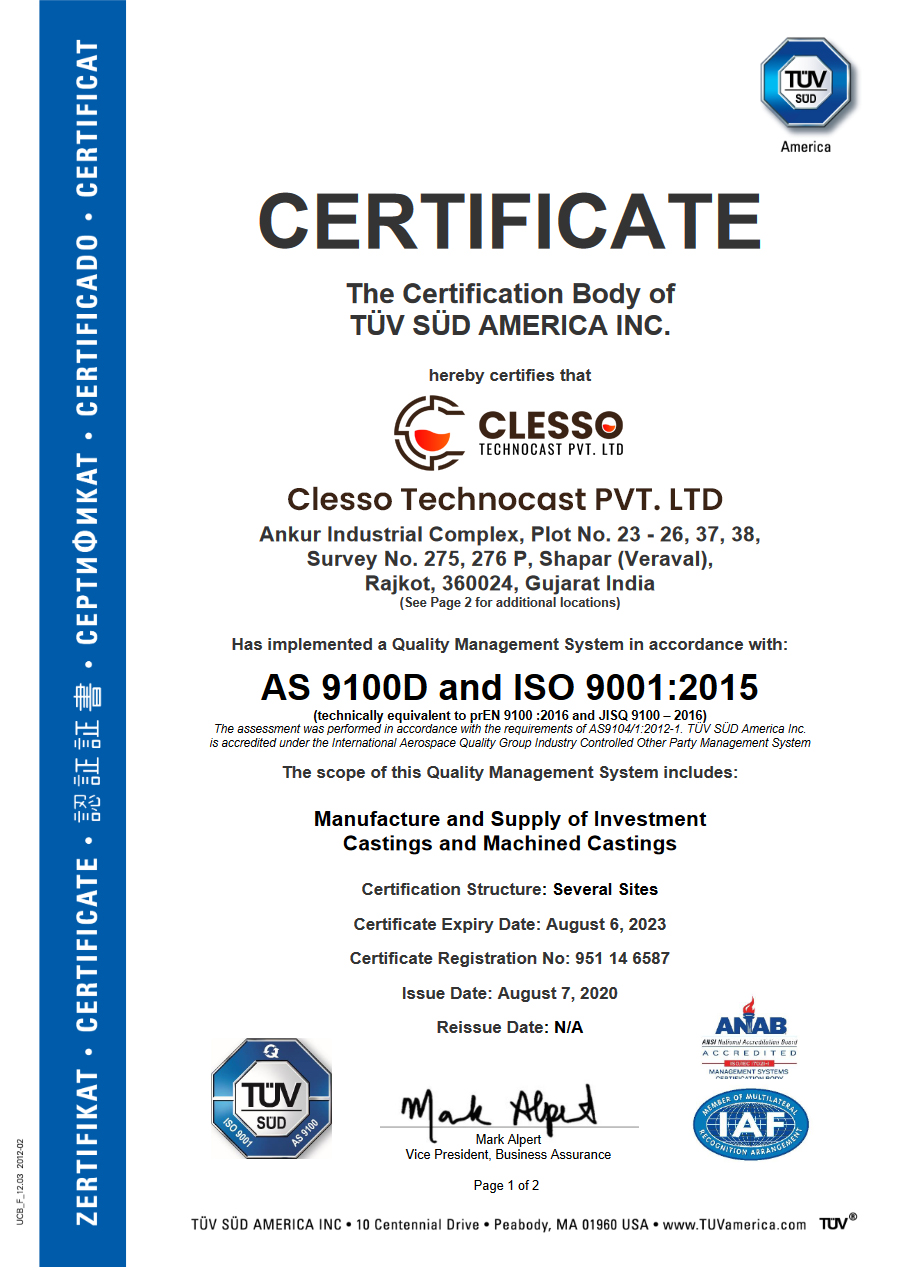 TÜV
SÜD
America
CERTIFICATE
The Certification Body of
TÜV SÜD AMERICA INC.
hereby certifies that
CLESSO
TECHNOCAST PVT. LTD
Clesso Technocast PVT. LTD
Ankur Industrial Complex, Plot No. 23 - 26, 37, 38,
Survey No. 275, 276 P, Shapar (Veraval),
Rajkot, 360024, Gujarat India
(See Page 2 for additional locations)
Has implemented a Quality Management System in accordance with:
AS 9100D and ISO 9001:2015
(technically equivalent to prEN 9100 :2016 and JISQ 9100 – 2016)
The assessment was performed in accordance with the requirements of AS9104/1:2012-1. TÜV SÜD America Inc.
is accredited under the International Aerospace Quality Group Industry Controlled Other Party Management System
The scope of this Quality Management System includes:
Manufacture and Supply of Investment
Castings and Machined Castings
Certification Structure: Several Sites
Certificate Expiry Date: August 6, 2023
Certificate Registration No: 951 14 6587
Issue Date: August 7, 2020
Reissue Date: N/A
TÜV
SÜD
ISO 9001
AS 9100
Mark Alpert
Mark Alpert
Vice President, Business Assurance
Page 1 of 2
ANAB
ANSI National Accreditation Board
ACCREDITED
MANAGEMENT SYSTEMS
CERTIFICATION BODY
MEMBER OF MULTILATERAL
IAF
RECOGNITION ARRANGEMENT
TÜV SÜD AMERICA INC • 10 Centennial Drive • Peabody, MA 01960 USA • www.TUVamerica.com TÜV®
ZERTIFIKAT • CERTIFICATE • 認証証書 • СЕРТИФИКАТ • CERTIFICADO • CERTIFICAT
UCB_F_12.03 2012-02